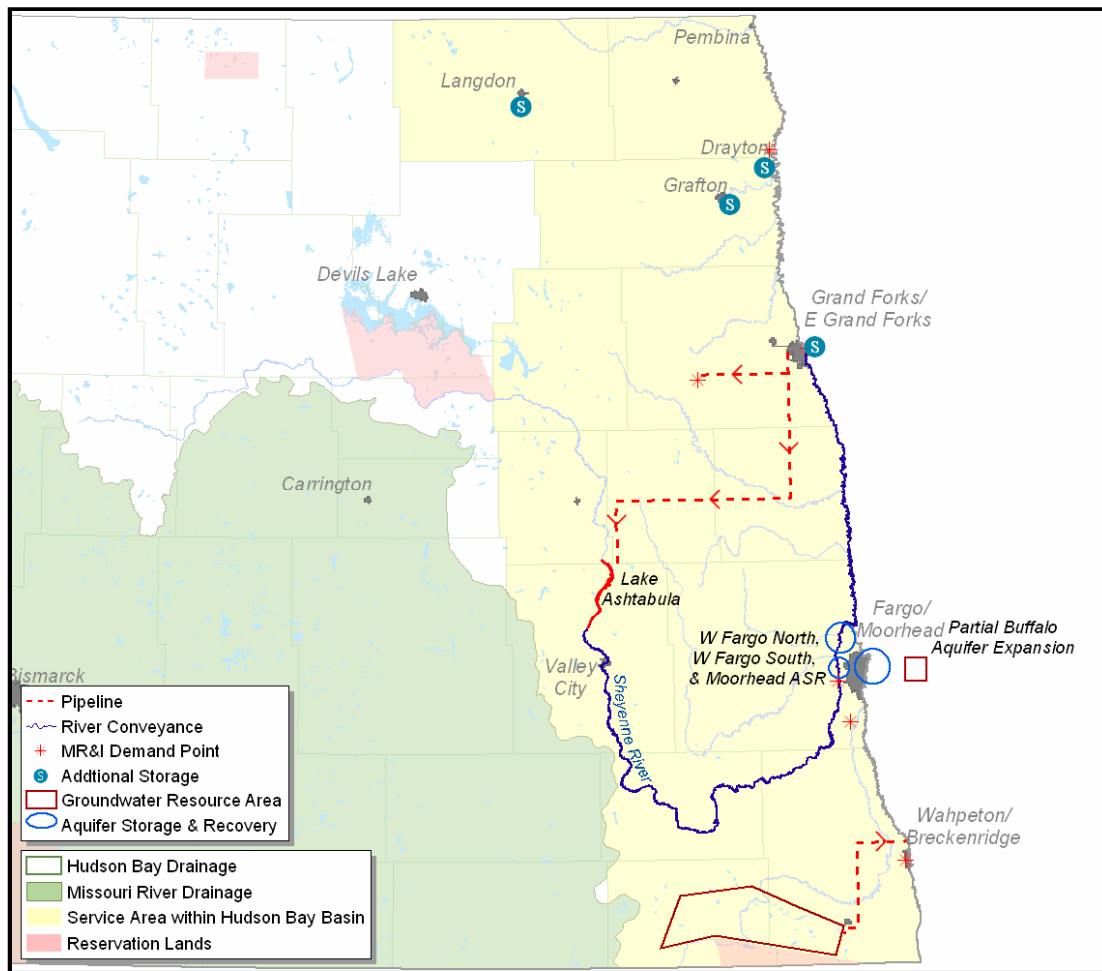 Pembina
Langdon
S
Drayton
S
Grafton
S
Devils Lake
Grand Forks/
E Grand Forks
S
Carrington
Lake
Ashtabula
Fargo/
Moorhead
Partial Buffalo
Aquifer Expansion
W Fargo North,
W Fargo South,
& Moorhead ASR
Valley
City
Sheyenne River
Bismarck
Wahpeton/
Breckenridge
Pipeline
River Conveyance
MR&I Demand Point
S Addtional Storage
Groundwater Resource Area
Aquifer Storage & Recovery
Hudson Bay Drainage
Missouri River Drainage
Service Area within Hudson Bay Basin
Reservation Lands